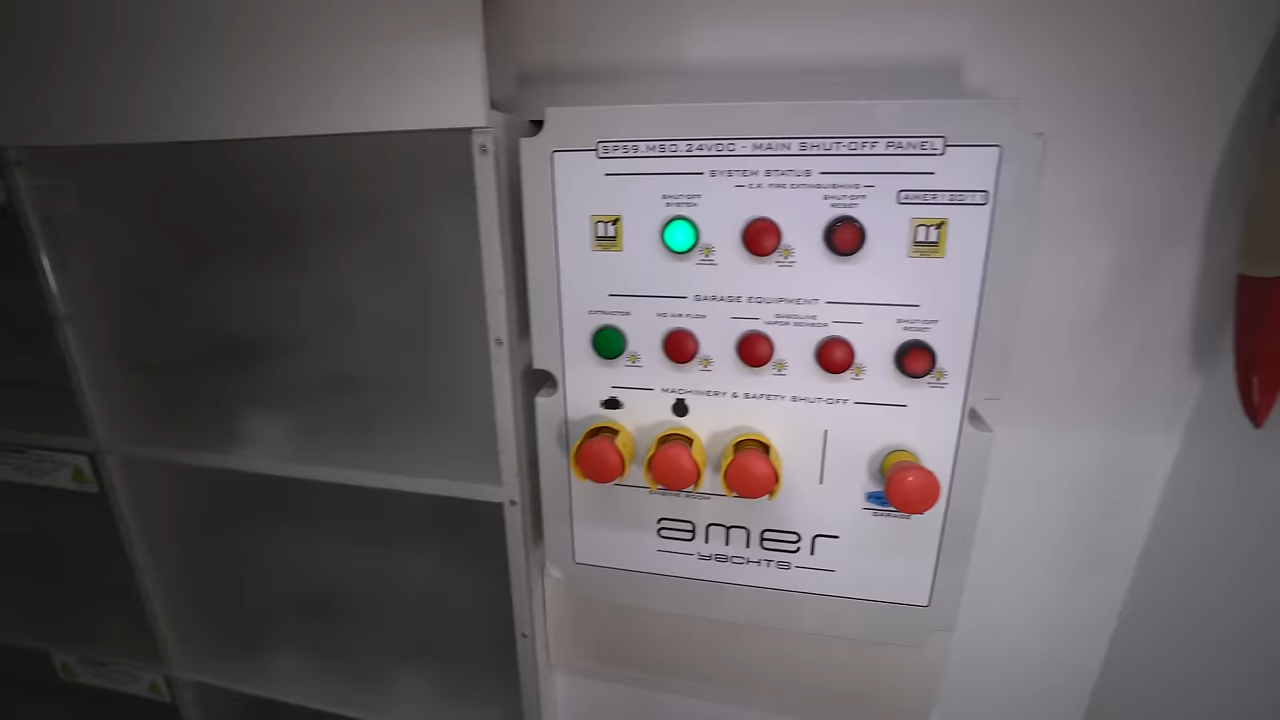 SP59.MSO.24VDC - MAIN SHUT-OFF PANEL
SYSTEM STATUS
E.R. FIRE EXTINGUISHING
SHUT-OFF
SYSTEM
SHUT-OFF
RESET
GARAGE EQUIPMENT
EXTRACTOR
NO AIR FLOW
GASOLINE
VAPOR SENSOR
SHUT-OFF
RESET
MACHINERY & SAFETY SHUT-OFF
ENGINE ROOM
GARAGE
amer
YACHTS